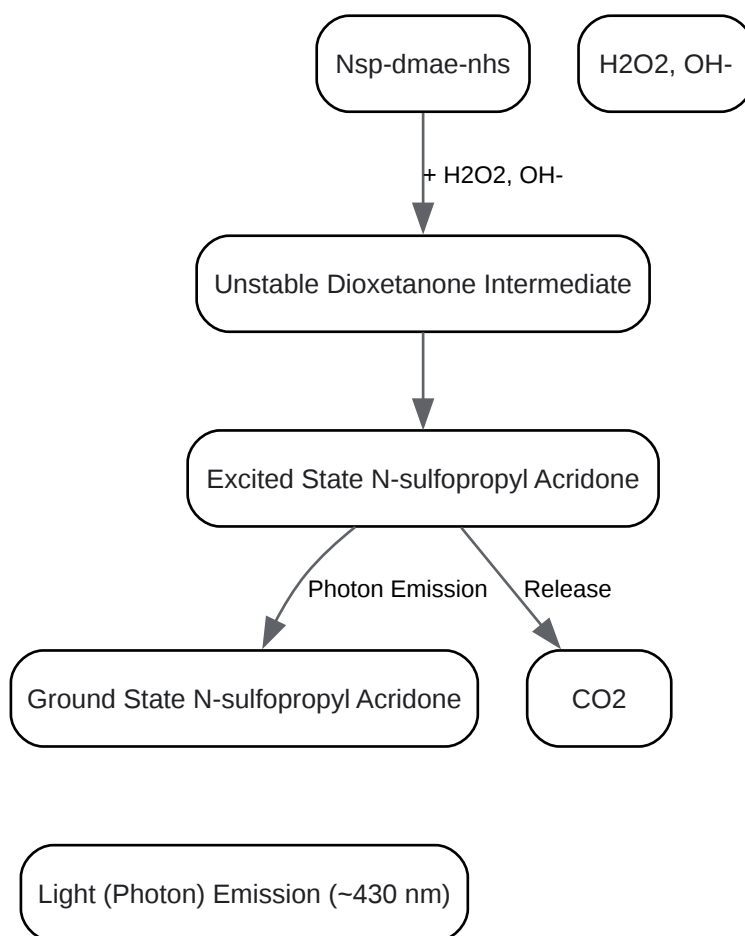 Nsp-dmae-nhs
H2O2, OH-
+ H2O2, OH-
Unstable Dioxetanone Intermediate
Excited State N-sulfopropyl Acridone
Photon Emission
Release
Ground State N-sulfopropyl Acridone
CO2
Light (Photon) Emission (~430 nm)